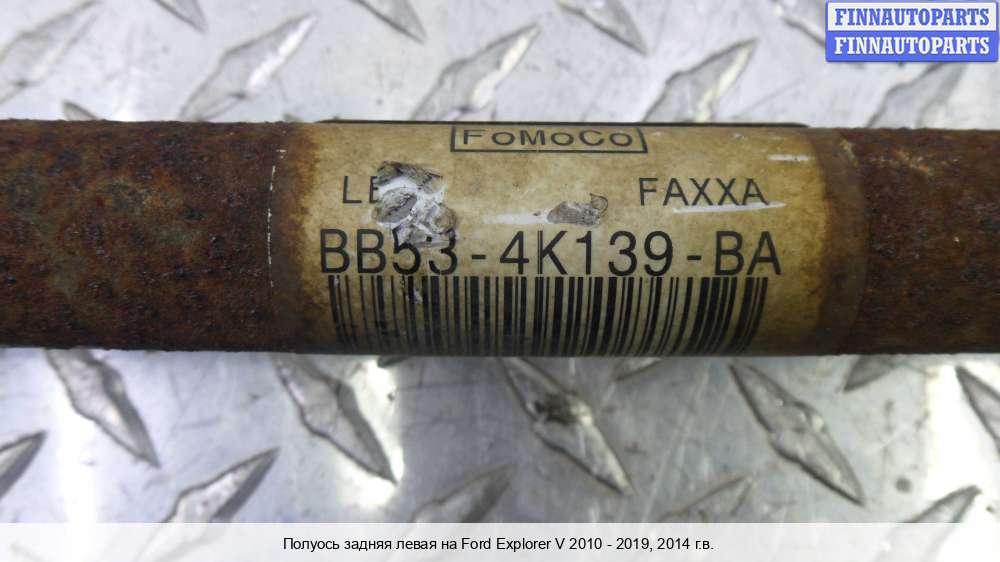 FINNAUTOPARTS
FINNAUTOPARTS
FoMoCo
FAXXA
BB53-4K139-BA
Полуось задняя левая на Ford Explorer V 2010 - 2019, 2014 г.в.